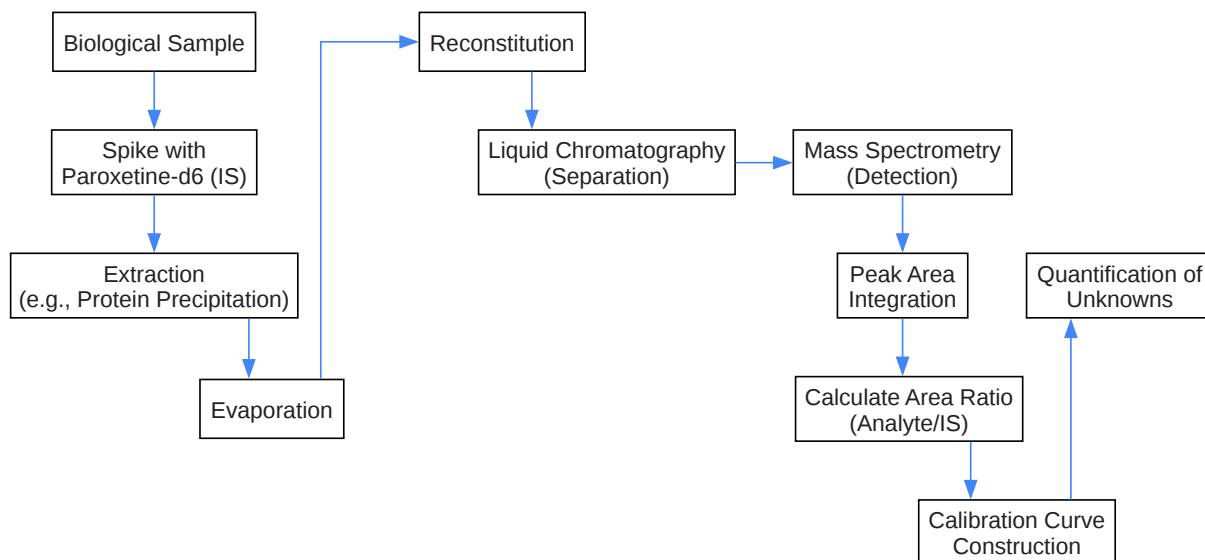 Biological Sample
Spike with
Paroxetine-d6 (IS)
Extraction
(e.g., Protein Precipitation)
Evaporation
Reconstitution
Liquid Chromatography
(Separation)
Mass Spectrometry
(Detection)
Peak Area
Integration
Calculate Area Ratio
(Analyte/IS)
Calibration Curve
Construction
Quantification of
Unknowns